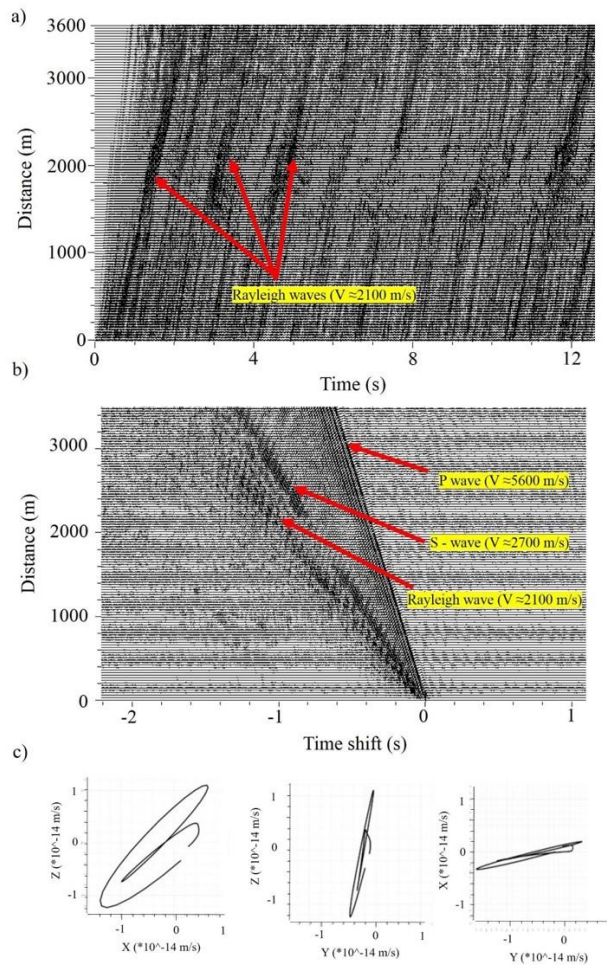 a)
3600
3000
2000
1000
0
Distance (m)
0
4
8
12
Time (s)
Rayleigh waves (V ≈2100 m/s)
b)
3000
2000
1000
0
Distance (m)
P wave (V ≈5600 m/s)
S - wave (V ≈2700 m/s)
Rayleigh wave (V ≈2100 m/s)
-2
-1
0
1
Time shift (s)
c)
Z (*10^-14 m/s)
1
0
-1
-1
0
1
X (*10^-14 m/s)
Z (*10^-14 m/s)
1
0
-1
-1
0
1
Y (*10^-14 m/s)
X (*10^-14 m/s)
1
0
-1
-1
0
1
Y (*10^-14 m/s)